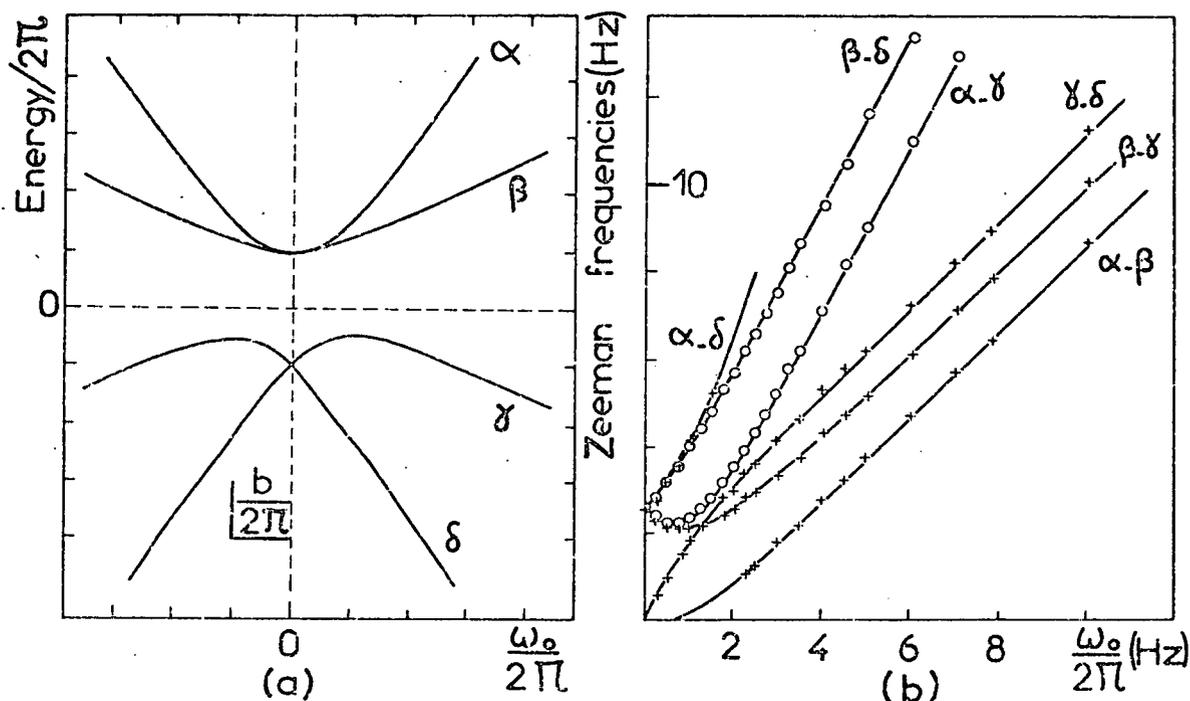 Energy/2Π
0
α
β
γ
δ
b
2Π
0
ω₀
2Π
(a)
Zeeman frequencies(Hz)
10
β-δ
α-γ
γ-δ
β-γ
α-β
α-δ
2
4
6
8
ω₀
2Π
(Hz)
(b)